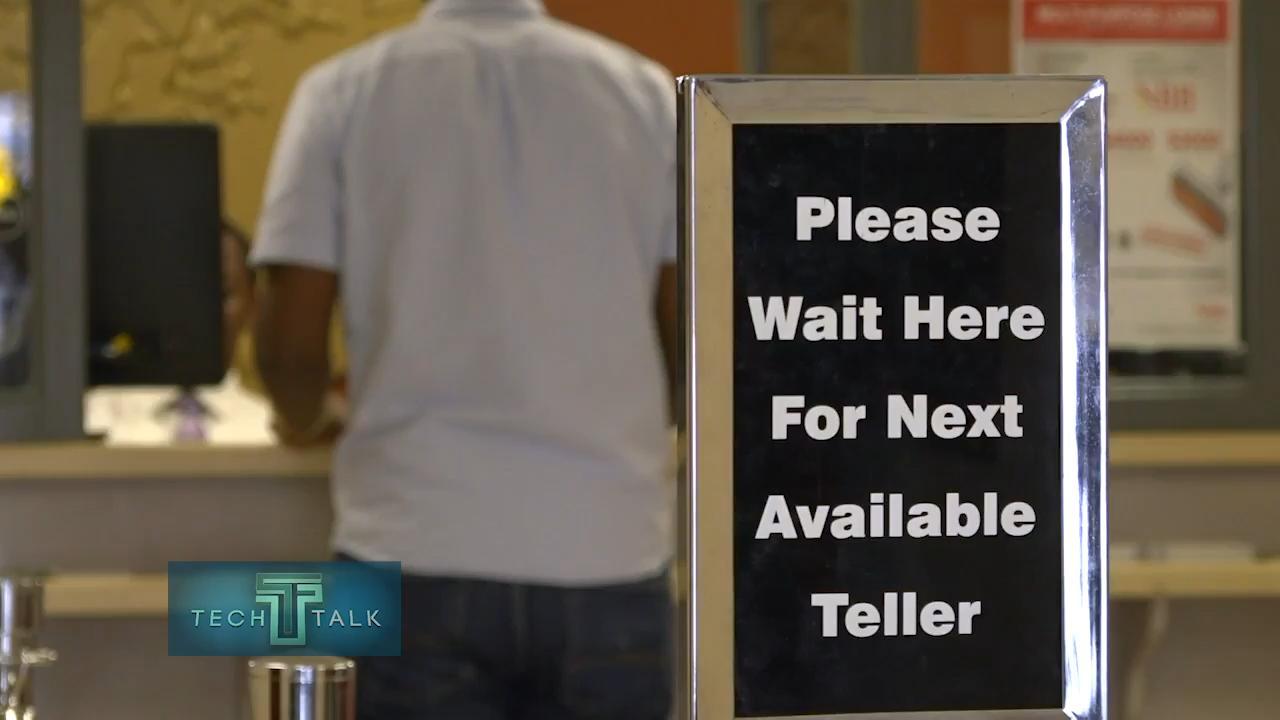 Please
Wait Here
For Next
Available
Teller
TECH TALK